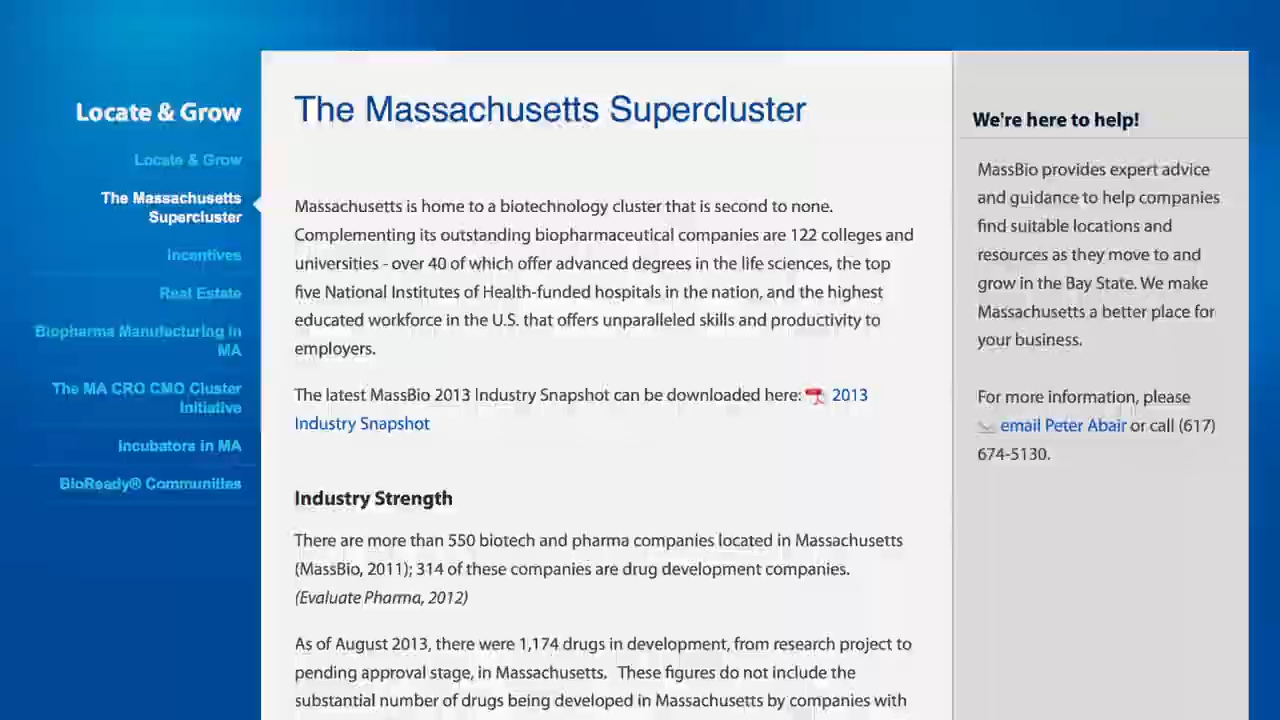 Locate & Grow
Locate & Grow
The Massachusetts
Supercluster
Incentives
Real Estate
Biopharma Manufacturing in
MA
The MA CRO CMO Cluster
Initiative
Incubators in MA
BioReady® Communities
The Massachusetts Supercluster
Massachusetts is home to a biotechnology cluster that is second to none.
Complementing its outstanding biopharmaceutical companies are 122 colleges and
universities - over 40 of which offer advanced degrees in the life sciences, the top
five National Institutes of Health-funded hospitals in the nation, and the highest
educated workforce in the U.S. that offers unparalleled skills and productivity to
employers.
The latest MassBio 2013 Industry Snapshot can be downloaded here: 2013
Industry Snapshot
Industry Strength
There are more than 550 biotech and pharma companies located in Massachusetts
(MassBio, 2011); 314 of these companies are drug development companies.
(Evaluate Pharma, 2012)
As of August 2013, there were 1,174 drugs in development, from research project to
pending approval stage, in Massachusetts. These figures do not include the
substantial number of drugs being developed in Massachusetts by companies with
We're here to help!
MassBio provides expert advice
and guidance to help companies
find suitable locations and
resources as they move to and
grow in the Bay State. We make
Massachusetts a better place for
your business.
For more information, please
email Peter Abair or call (617)
674-5130.